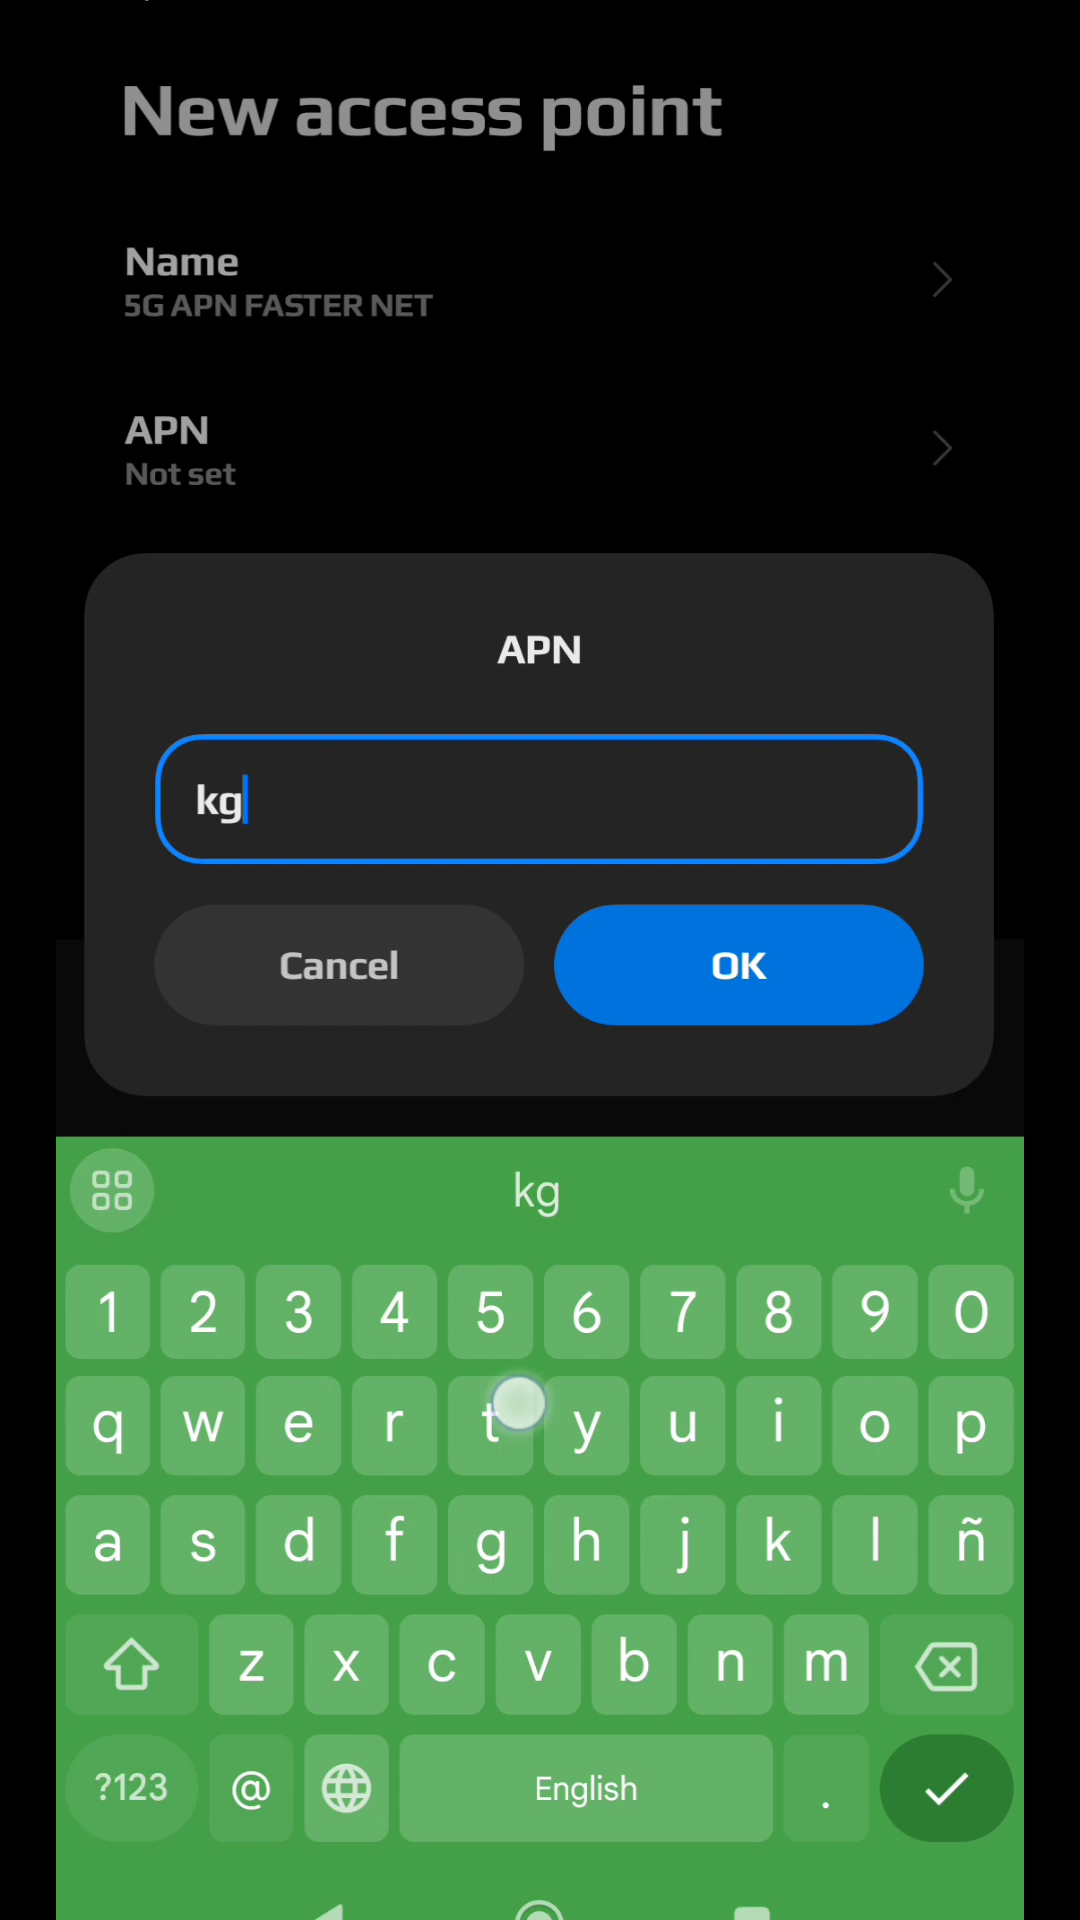 New access point
Name
5G APN FASTER NET
APN
Not set
APN
kg
Cancel OK
kg
1 2 3 4 5 6 7 8 9 0
q w e r t y u i o p
a s d f g h j k l ñ
z x c v b n m
?123 @ English .